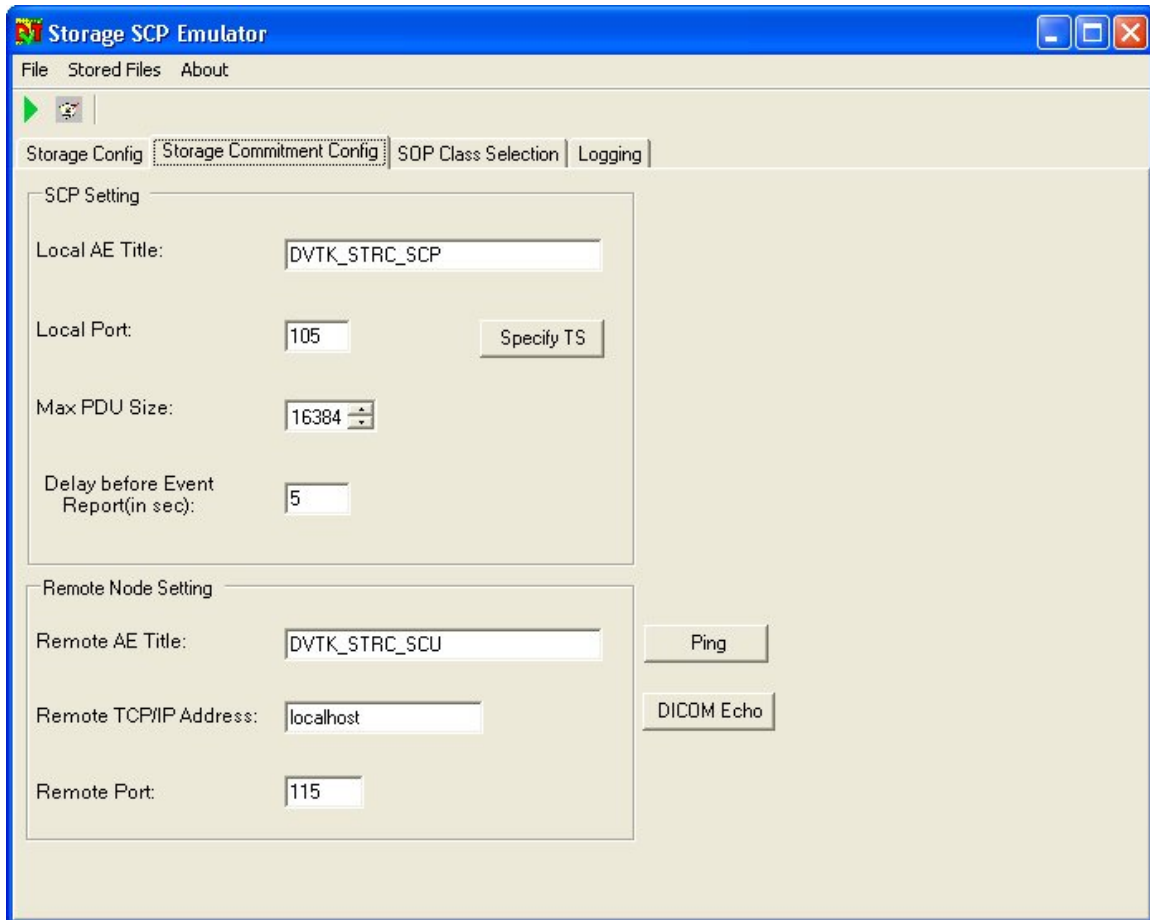 Storage SCP Emulator
File Stored Files About
Storage Config Storage Commitment Config SOP Class Selection Logging
SCP Setting
Local AE Title: DVTK_STRC_SCP
Local Port: 105 Specify TS
Max PDU Size: 16384
Delay before Event
Report(in sec): 5
Remote Node Setting
Remote AE Title: DVTK_STRC_SCU Ping
Remote TCP/IP Address: localhost DICOM Echo
Remote Port: 115